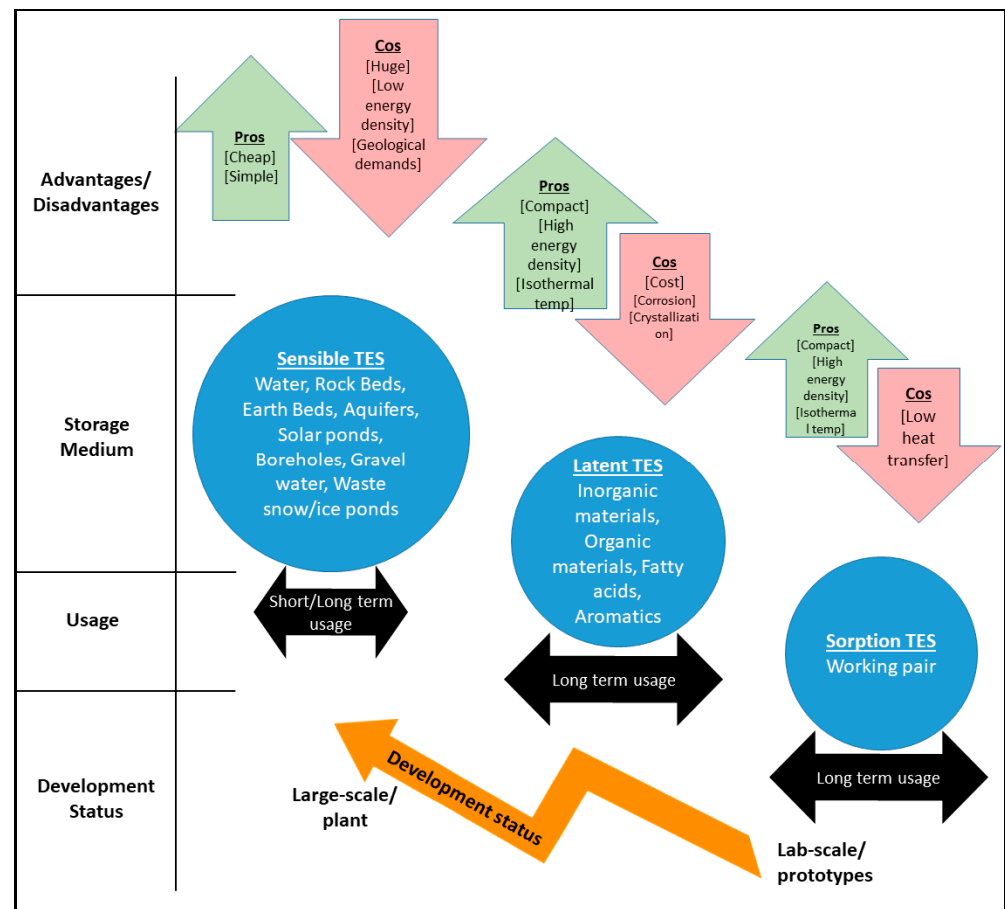 Advantages/
Disadvantages
Pros
[Cheap]
[Simple]
Cos
[Huge]
[Low
energy
density]
[Geological
demands]
Pros
[Compact]
[High
energy
density]
[Isothermal
temp]
Cos
[Cost]
[Corrosion]
[Crystallizati
on]
Pros
[Compact]
[High
energy
density]
[Isotherma
l temp]
Cos
[Low
heat
transfer]
Storage
Medium
Sensible TES
Water, Rock Beds,
Earth Beds, Aquifers,
Solar ponds,
Boreholes, Gravel
water, Waste
snow/ice ponds
Latent TES
Inorganic
materials,
Organic
materials, Fatty
acids,
Aromatics
Sorption TES
Working pair
Usage
Short/Long term
usage
Long term usage
Long term usage
Development
Status
Large-scale/
plant
Development status
Lab-scale/
prototypes